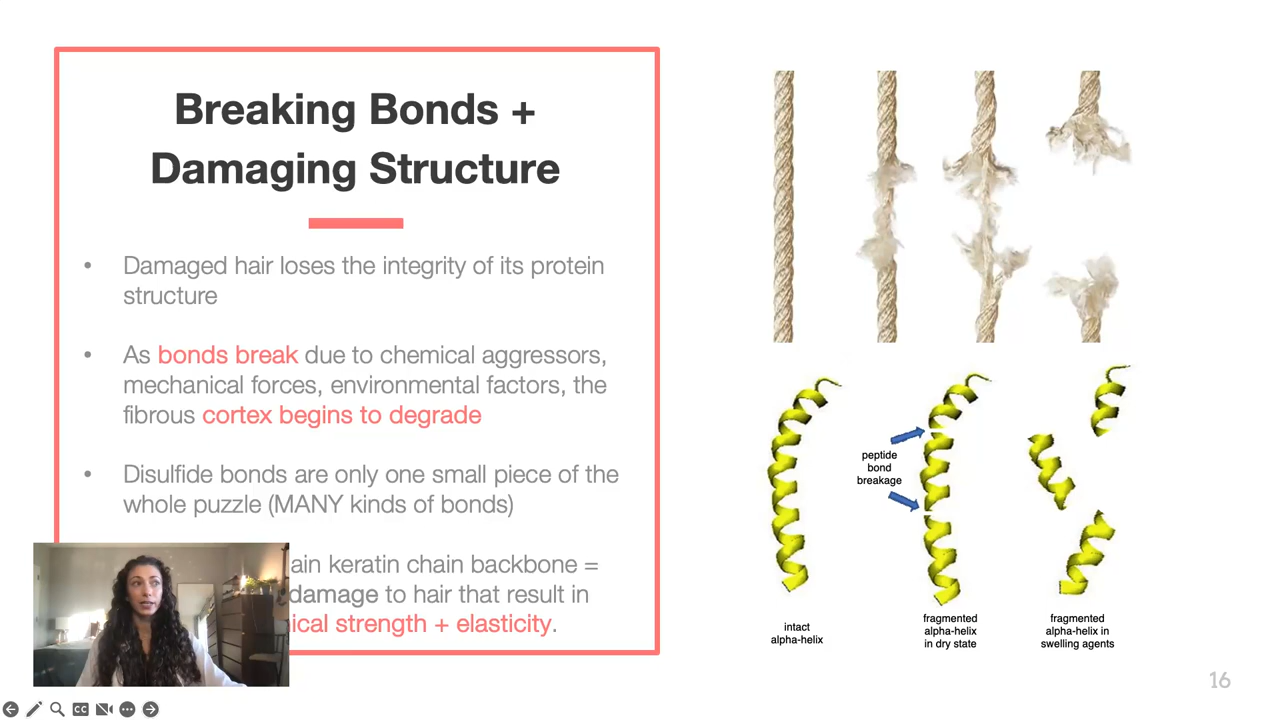 Breaking Bonds +
Damaging Structure
• Damaged hair loses the integrity of its protein
structure
• As bonds break due to chemical aggressors,
mechanical forces, environmental factors, the
fibrous cortex begins to degrade
• Disulfide bonds are only one small piece of the
whole puzzle (MANY kinds of bonds)
ain keratin chain backbone =
damage to hair that result in
ical strength + elasticity.
peptide
bond
breakage
intact
alpha-helix
fragmented
alpha-helix
in dry state
fragmented
alpha-helix in
swelling agents
16
CC